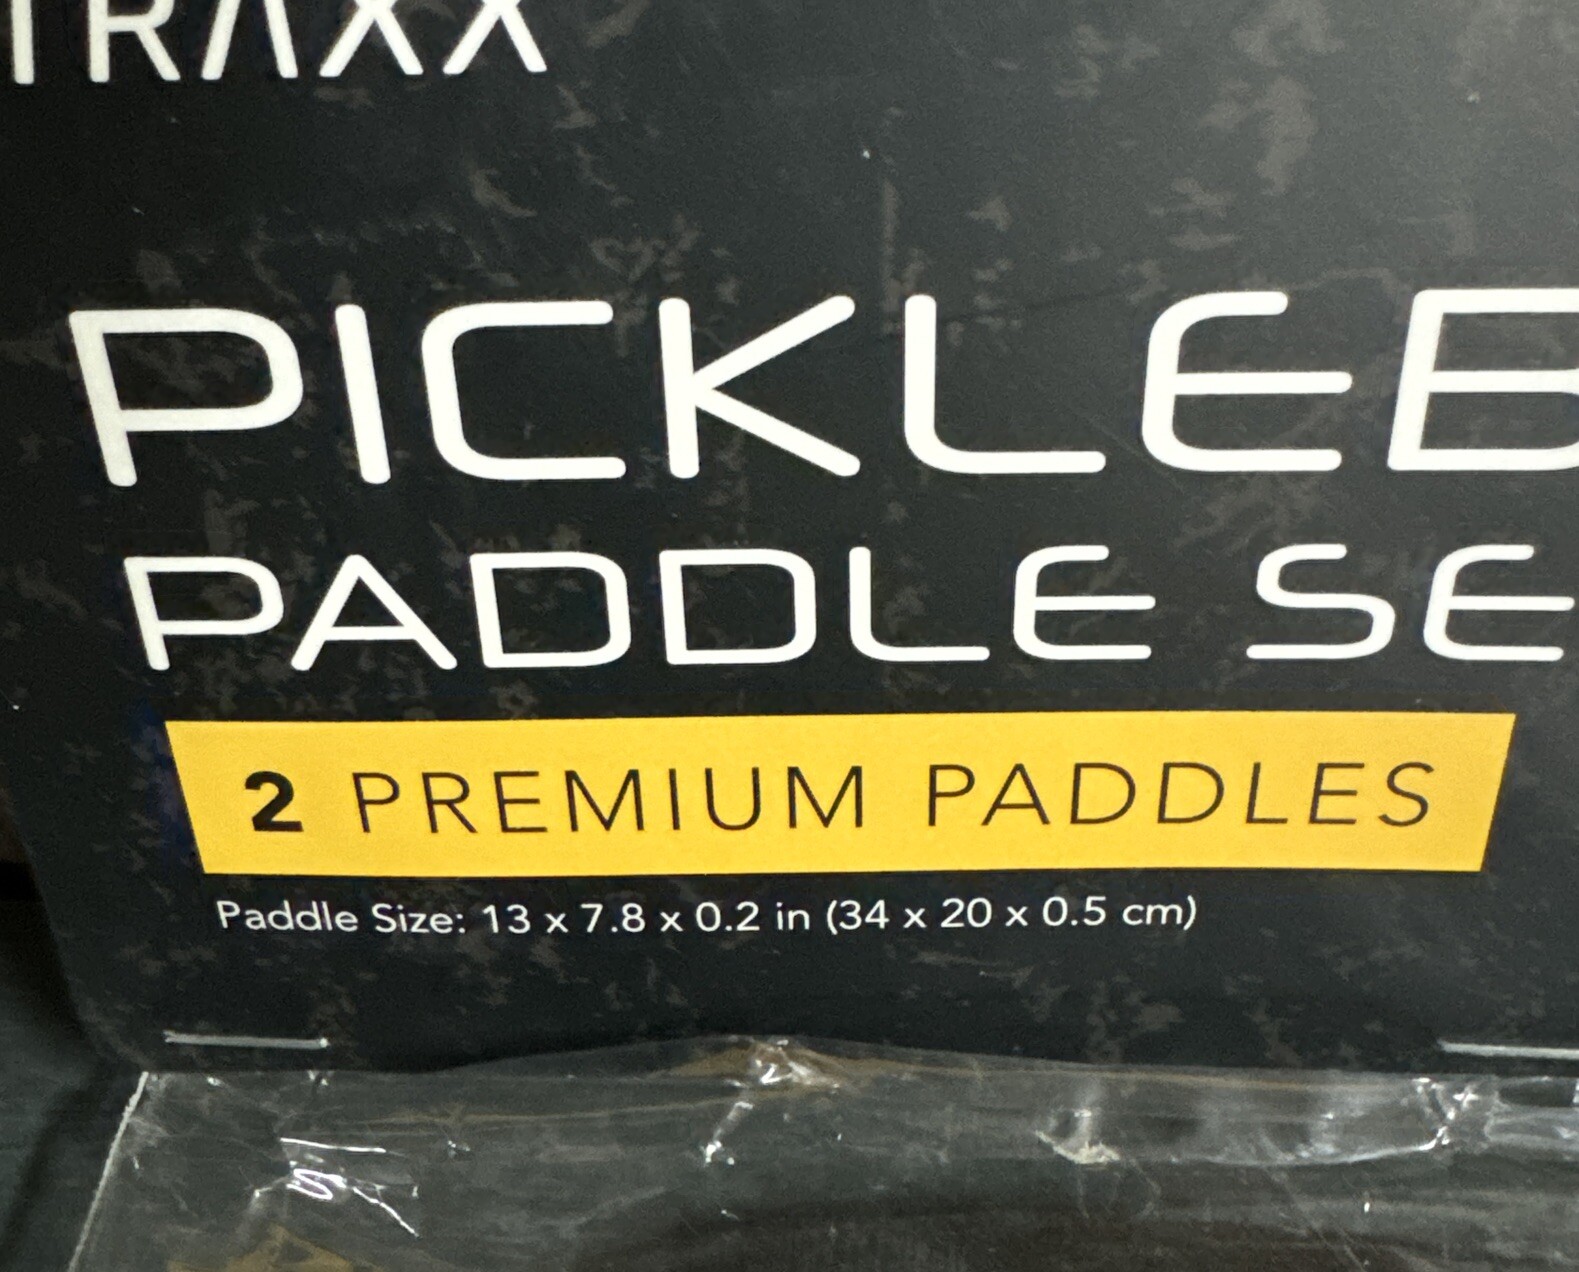 TRAXX
PICKLEB
PADDLE SE
2 PREMIUM PADDLES
Paddle Size: 13 x 7.8 x 0.2 in (34 x 20 x 0.5 cm)